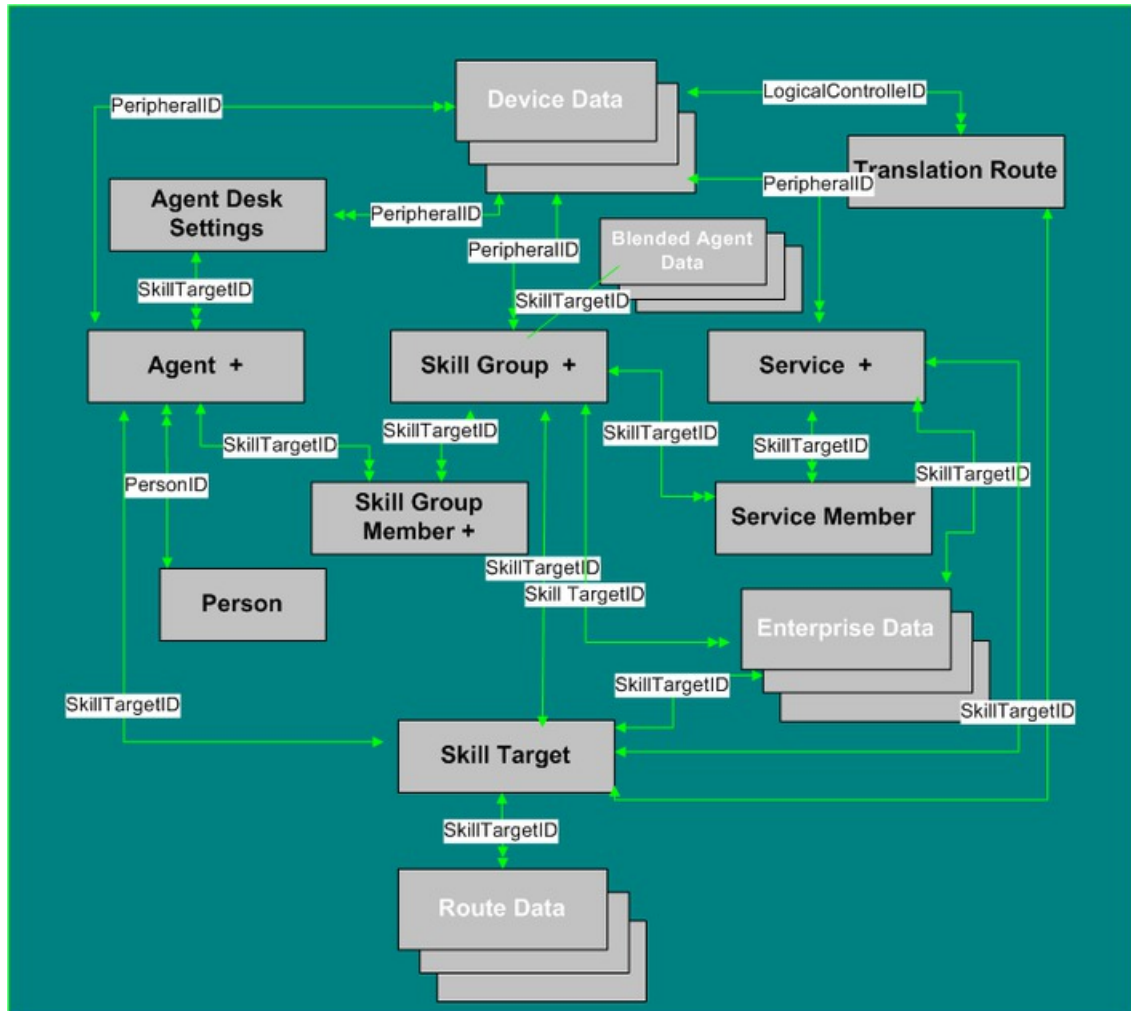 Device Data
LogicalControlleID
PeripheralID
Translation Route
PeripheralID
Agent Desk
Settings
PeripheralID
PeripheralID
Blended Agent
Data
SkillTargetID
SkillTargetID
Agent +
Skill Group +
Service +
SkillTargetID
SkillTargetID
SkillTargetID
SkillTargetID
SkillTargetID
PersonID
Skill Group
Member +
Service Member
SkillTargetID
Skill TargetID
Person
Enterprise Data
SkillTargetID
SkillTargetID
SkillTargetID
Skill Target
SkillTargetID
Route Data